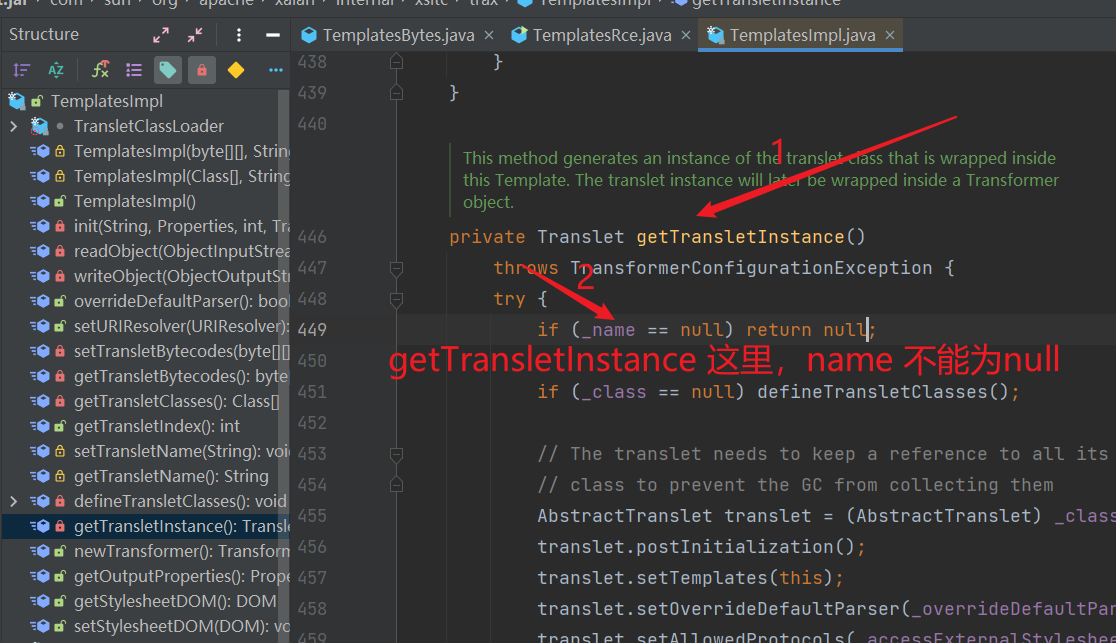 t.jar com sun org apache xalan internal xsltc trax TemplatesImpl getTransletInstance
Structure
TemplatesBytes.java
TemplatesRce.java
TemplatesImpl.java
TemplatesImpl
TransletClassLoader
TemplatesImpl(byte[][], String
TemplatesImpl(Class[], String
TemplatesImpl()
init(String, Properties, int, Tra
readObject(ObjectInputStrea
writeObject(ObjectOutputStr
overrideDefaultParser(): bool
setURIResolver(URIResolver):
setTransletBytecodes(byte[][]
getTransletBytecodes(): byte
getTransletClasses(): Class[]
getTransletIndex(): int
setTransletName(String): voi
getTransletName(): String
defineTransletClasses(): void
getTransletInstance(): Transle
newTransformer(): Transform
getOutputProperties(): Prope
getStylesheetDOM(): DOM
setStylesheetDOM(DOM): vo
438 }
439 }
440
This method generates an instance of the translet class that is wrapped inside
this Template. The translet instance will later be wrapped inside a Transformer
object.
1
446 private Translet getTransletInstance()
447 throws TransformerConfigurationException {
2
448 try {
449 if (_name == null) return null;
450
getTransletInstance 这里，name 不能为null
451 if (_class == null) defineTransletClasses();
452
453 // The translet needs to keep a reference to all its
454 // class to prevent the GC from collecting them
455 AbstractTranslet translet = (AbstractTranslet) _class
456 translet.postInitialization();
457 translet.setTemplates(this);
458 translet.setOverrideDefaultParser(_overrideDefaultPar
459 translet.setAllowedProtocols(_accessExternalStyleshee